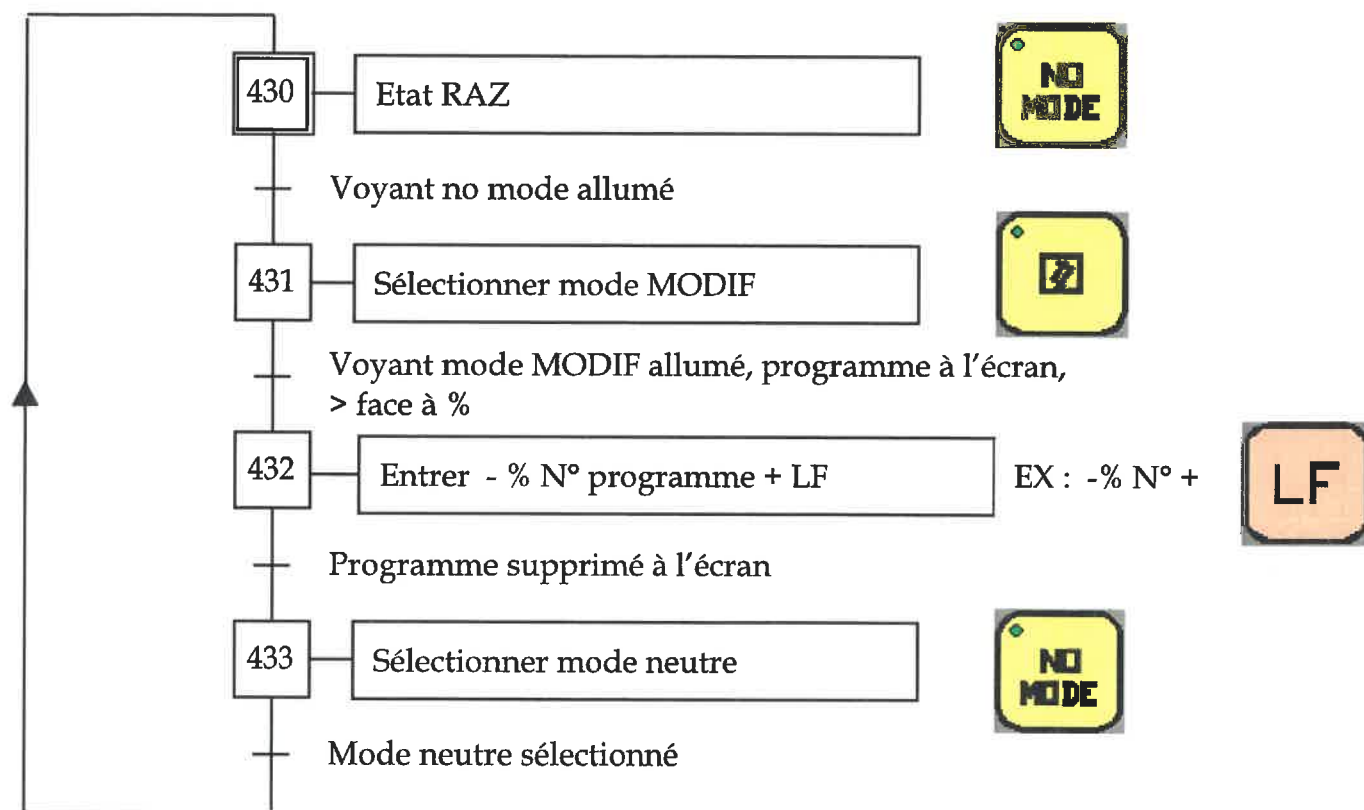 430 Etat RAZ
NO
MODE
Voyant no mode allumé
431 Sélectionner mode MODIF
Voyant mode MODIF allumé, programme à l'écran,
> face à %
432 Entrer - % N° programme + LF EX : -% N° + LF
Programme supprimé à l'écran
433 Sélectionner mode neutre
NO
MODE
Mode neutre sélectionné